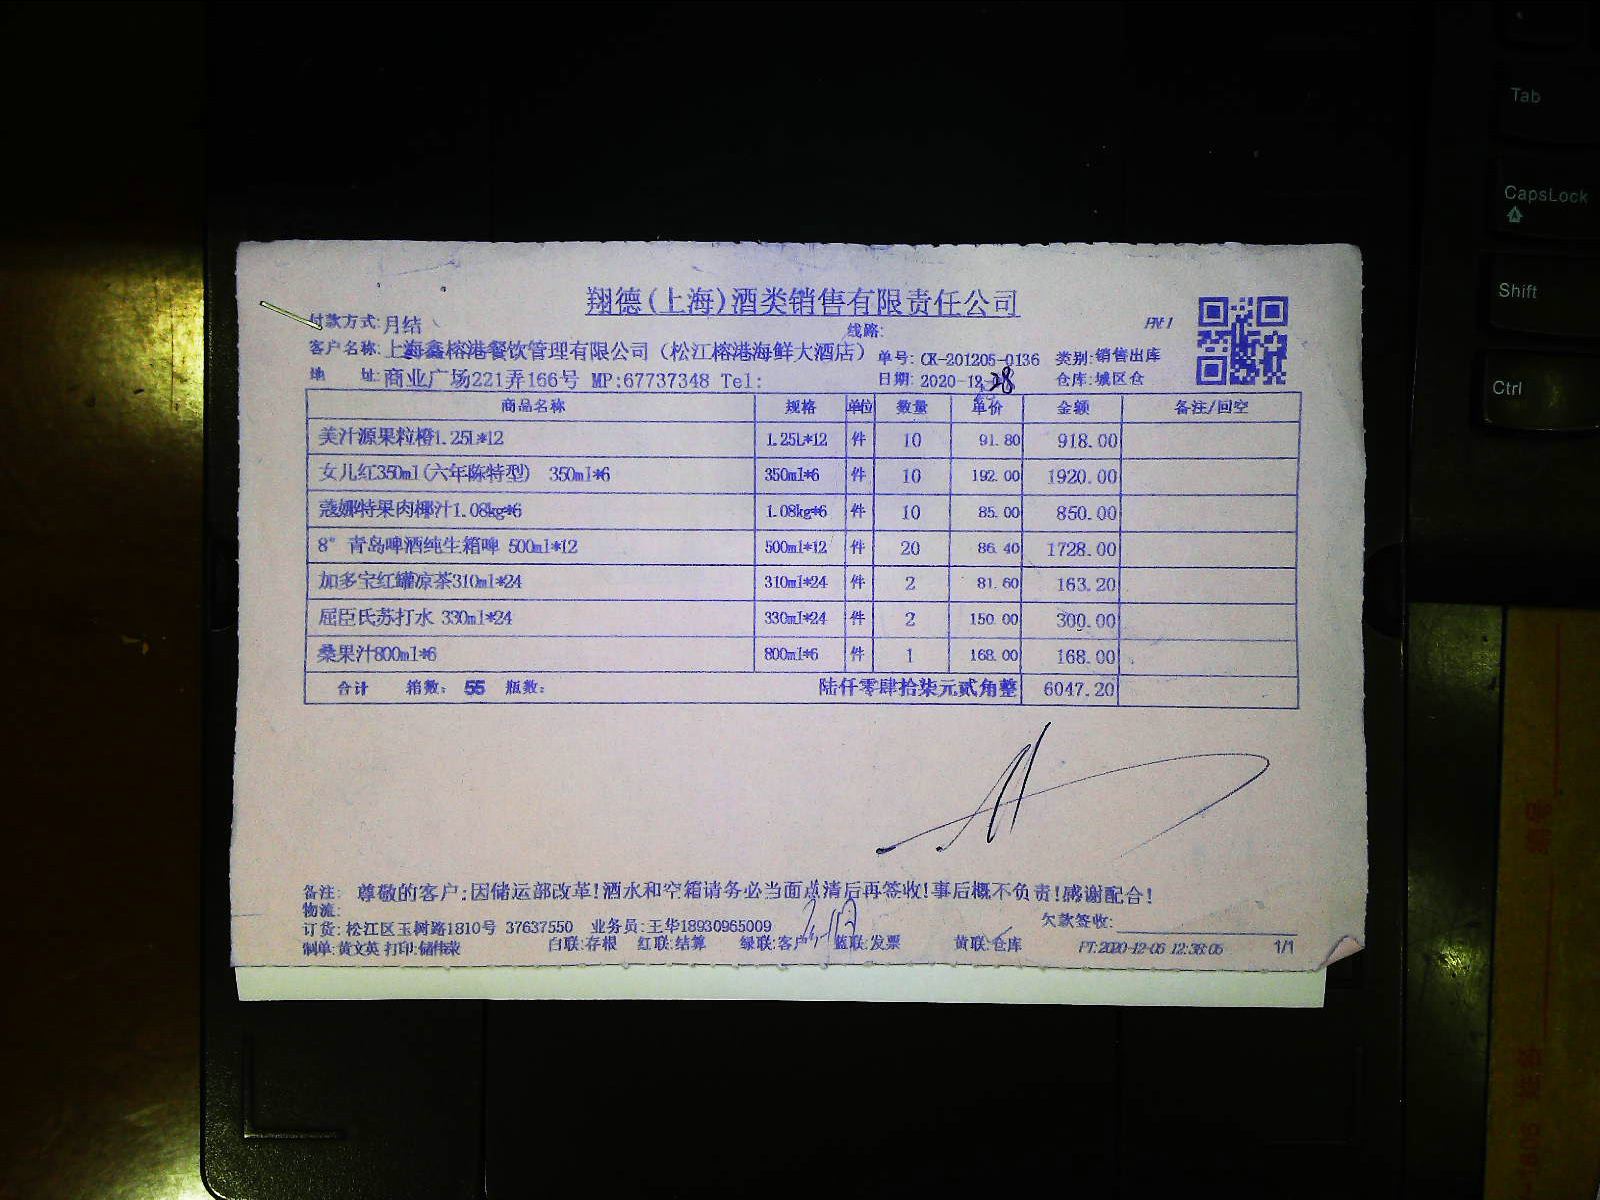 翔德(上海)酒类销售有限责任公司
付款方式:月结
线路:
PN:1
客户名称:上海鑫榕港餐饮管理有限公司(松江榕港海鲜大酒店)
单号: CK-201205-0136 类别:销售出库
地 址:商业广场221弄166号 MP:67737348 Tel:
日期: 2020-12 28 仓库:城区仓
商品名称 规格 单位 数量 单价 金额 备注/回空
美汁源果粒橙1.25l*12 1.25L*12 件 10 91.80 918.00
女儿红350ml(六年陈特型) 350ml*6 350ml*6 件 10 192.00 1920.00
蔻娜特果肉椰汁1.08kg*6 1.08kg*6 件 10 85.00 850.00
8° 青岛啤酒纯生箱啤 500ml*12 500ml*12 件 20 86.40 1728.00
加多宝红罐凉茶310ml*24 310ml*24 件 2 81.60 163.20
屈臣氏苏打水 330ml*24 330ml*24 件 2 150.00 300.00
桑果汁800ml*6 800ml*6 件 1 168.00 168.00
合计 箱数: 55 瓶数: 陆仟零肆拾柒元贰角整 6047.20
备注: 尊敬的客户:因储运部改革!酒水和空箱请务必当面点清后再签收!事后概不负责!感谢配合!
物流:
订货:松江区玉树路1810号 37637550 业务员:王华18930965009
欠款签收:
制单:黄文英 打印:储伟荣 白联:存根 红联:结算 绿联:客户 蓝联:发票 黄联:仓库 PT:2020-12-05 12:36:05 1/1
Tab
CapsLock
Shift
Ctrl